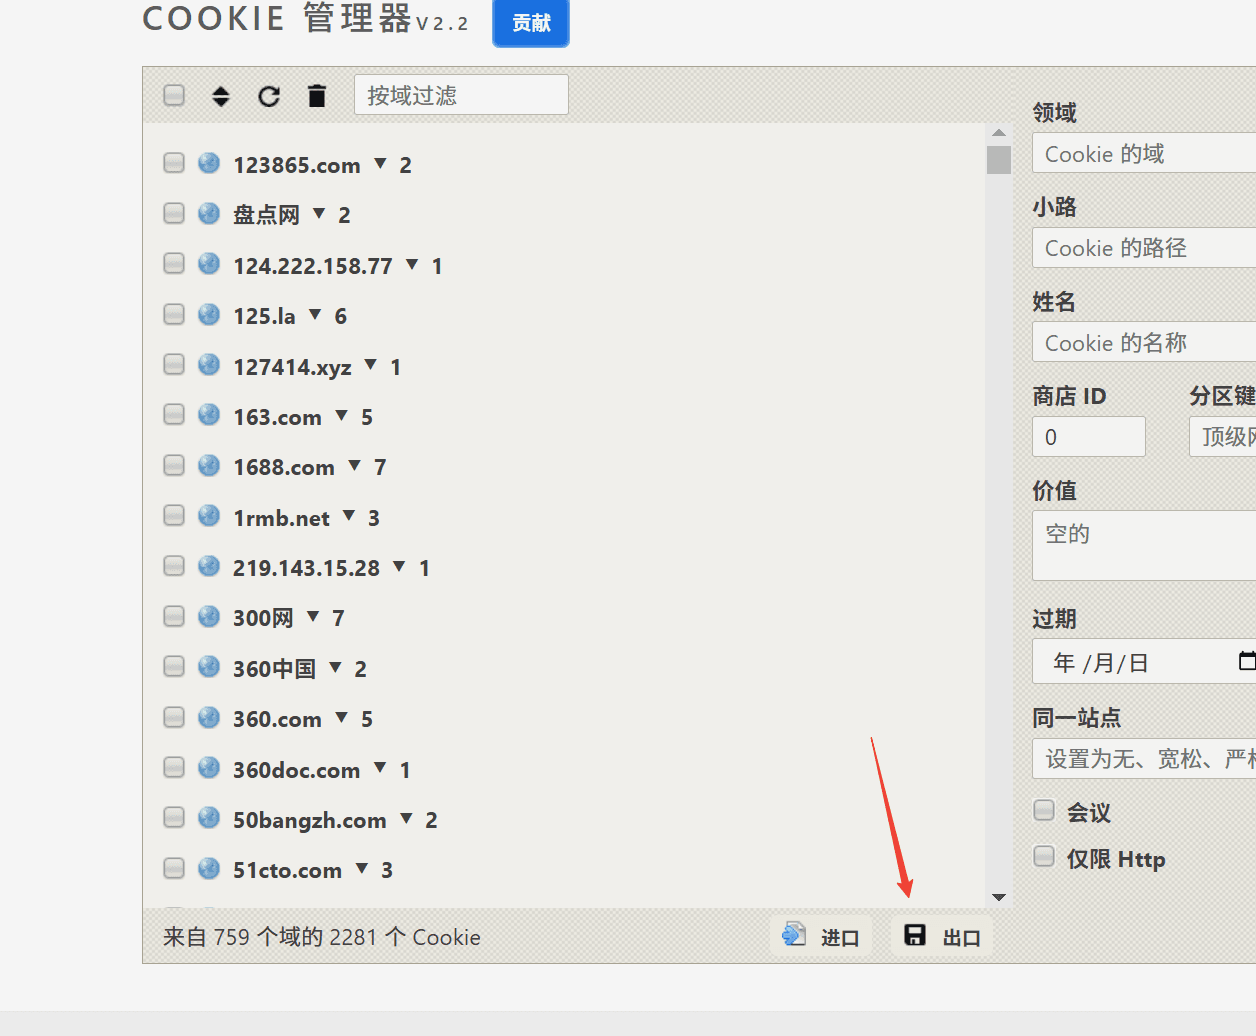 COOKIE 管理器V2.2 贡献
按域过滤
123865.com ▼ 2
盘点网 ▼ 2
124.222.158.77 ▼ 1
125.la ▼ 6
127414.xyz ▼ 1
163.com ▼ 5
1688.com ▼ 7
1rmb.net ▼ 3
219.143.15.28 ▼ 1
300网 ▼ 7
360中国 ▼ 2
360.com ▼ 5
360doc.com ▼ 1
50bangzh.com ▼ 2
51cto.com ▼ 3
来自 759 个域的 2281 个 Cookie
进口 出口
领域
Cookie 的域
小路
Cookie 的路径
姓名
Cookie 的名称
商店 ID 分区键
0 顶级
价值
空的
过期
年 /月/日
同一站点
设置为无、宽松、严格
会议
仅限 Http